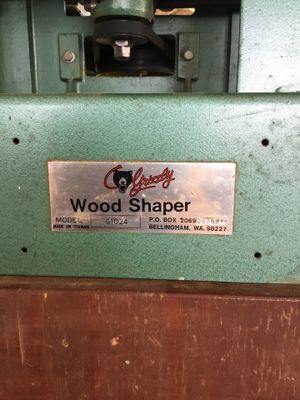 Grizzly
Wood Shaper
MODEL G1024
MADE IN TAIWAN
P.O. BOX 2069
BELLINGHAM, WA. 98227